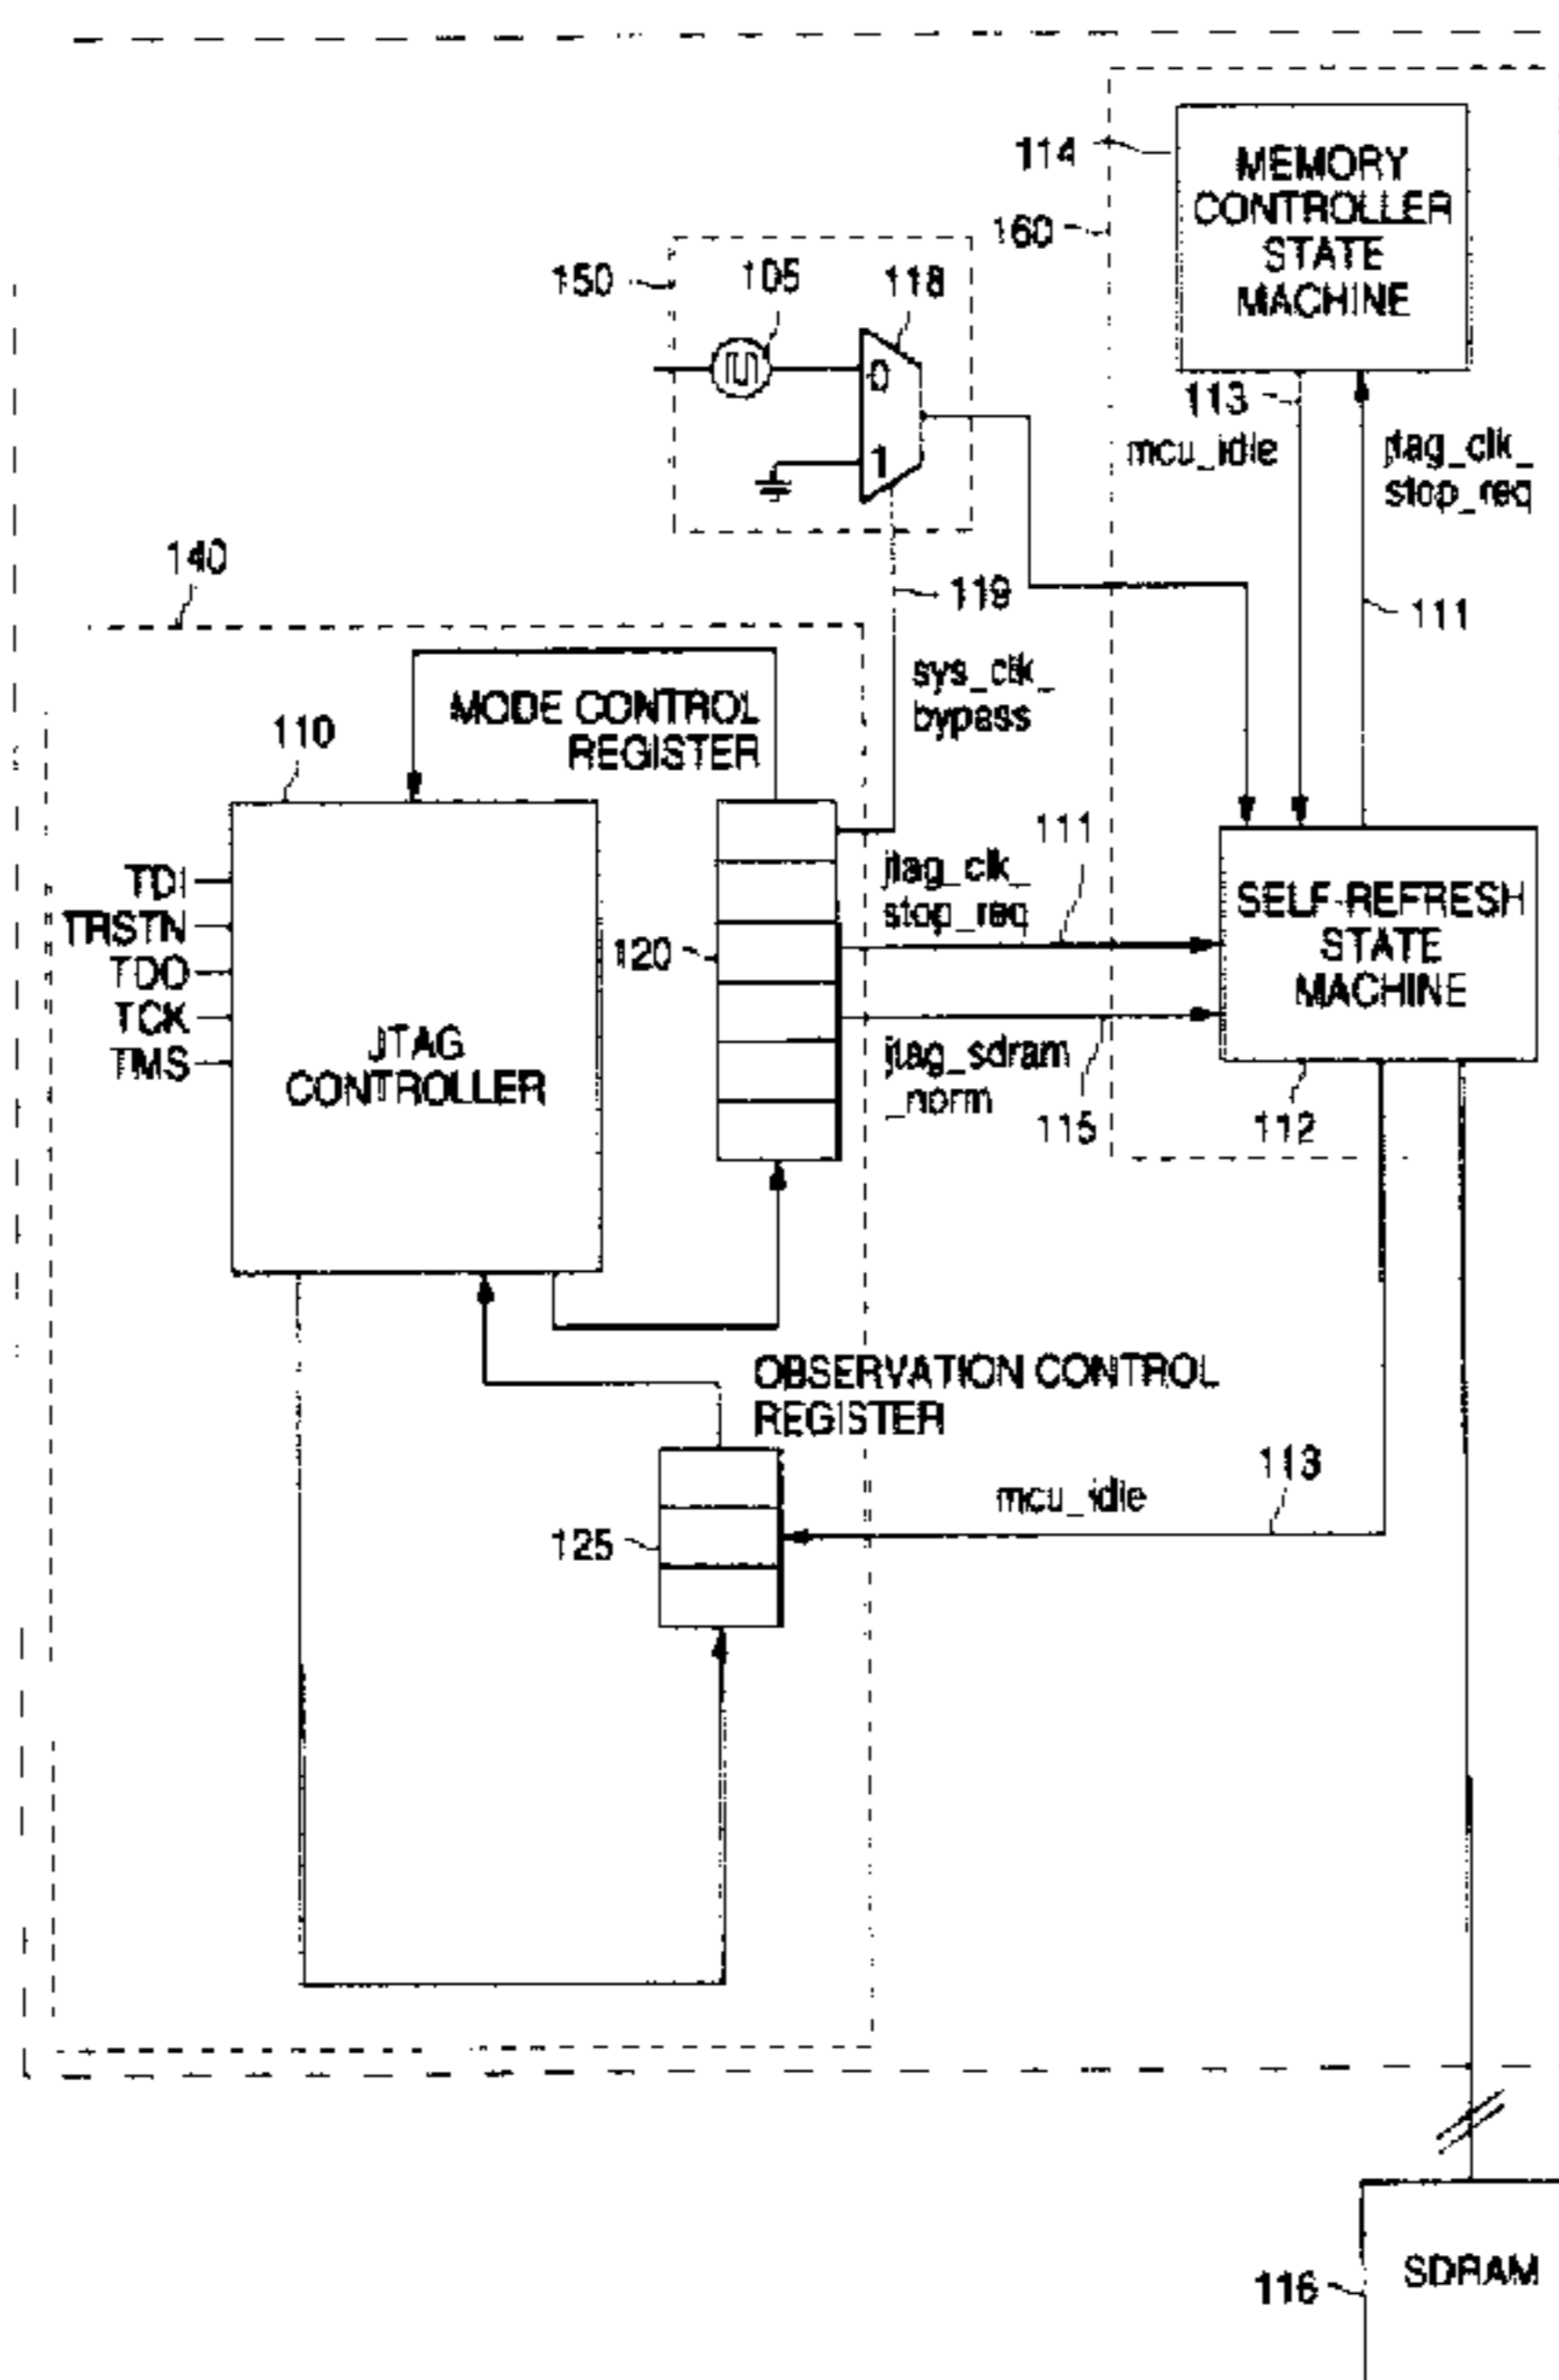 114
MEMORY
CONTROLLER
STATE
MACHINE
160
150
105
118
0
1
113
mcu_idle
jtag_clk_
stop_req
140
119
111
sys_clk_
bypass
MODE CONTROL
REGISTER
110
TDI
TRSTN
TDO
TCK
TMS
JTAG
CONTROLLER
120
jtag_clk_
stop_req
111
jtag_sdram
_norm
115
SELF-REFRESH
STATE
MACHINE
112
OBSERVATION CONTROL
REGISTER
125
mcu_idle
113
116
SDRAM